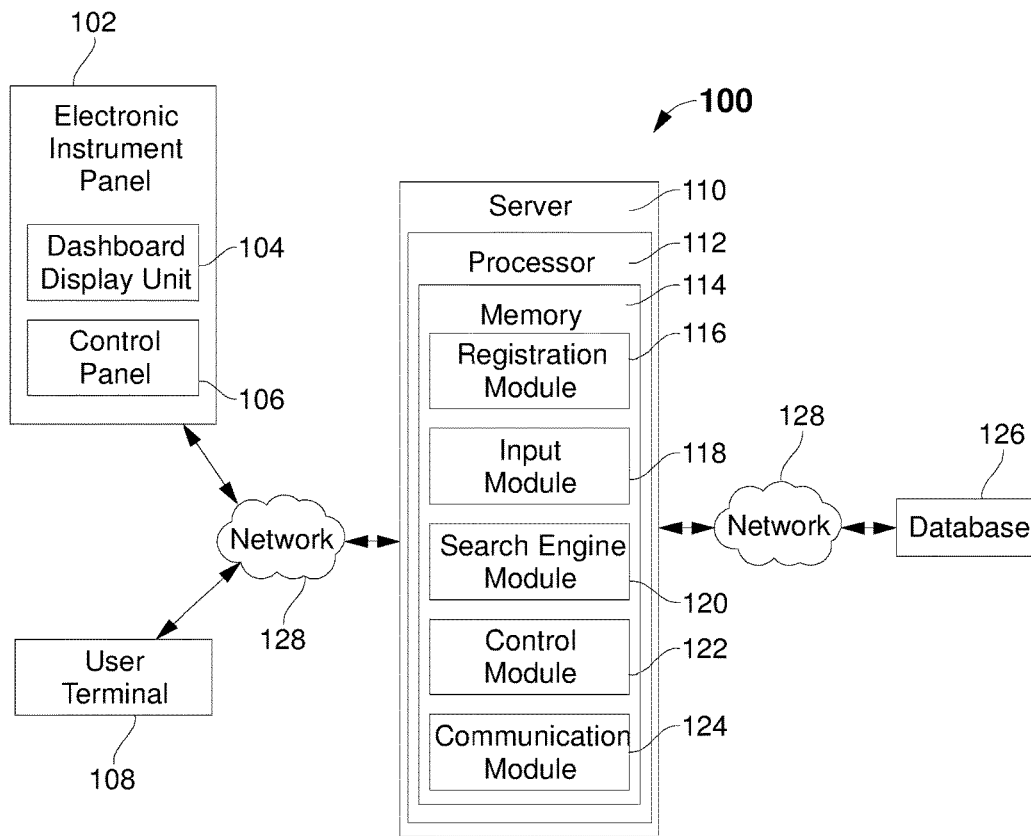 102
Electronic
Instrument
Panel
Dashboard
Display Unit
104
Control
Panel
106
100
Server
110
Processor
112
Memory
114
Registration
Module
116
Input
Module
118
Search Engine
Module
120
Control
Module
122
Communication
Module
124
Network
128
User
Terminal
108
128
Network
126
Database